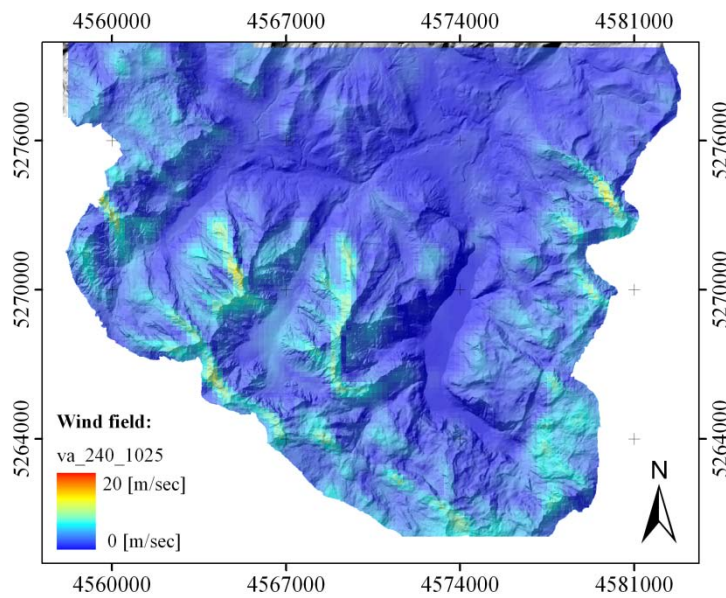 4560000 4567000 4574000 4581000
5276000 5276000
5270000 5270000
5264000 5264000
Wind field:
va_240_1025
20 [m/sec]
0 [m/sec]
N
4560000 4567000 4574000 4581000